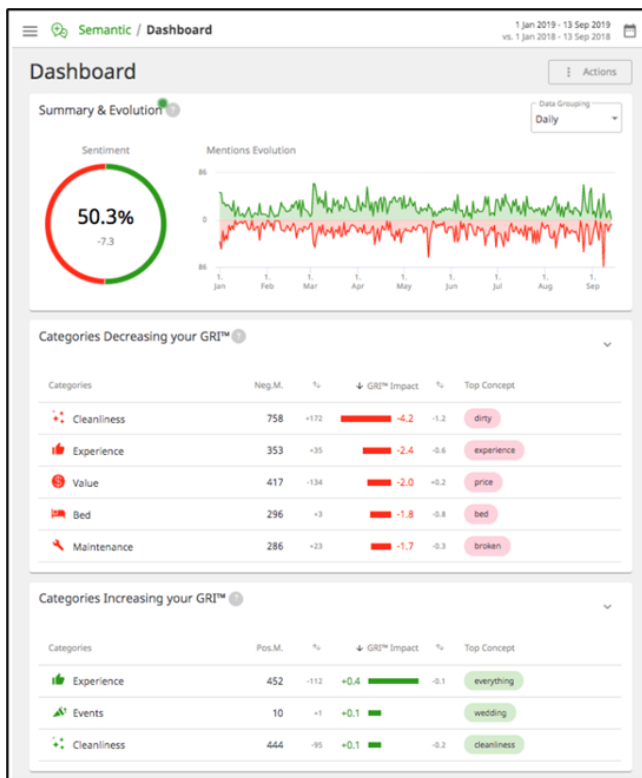 1 Jan 2019 - 13 Sep 2019
Semantic / Dashboard
vs. 1 Jan 2018 - 13 Sep 2018
Dashboard
Actions
Summary & Evolution ?
Data Grouping
Daily
Sentiment
Mentions Evolution
50.3%
-7.3
86
0
86
1. Jan
1. Feb
1. Mar
1. Apr
1. May
1. Jun
1. Jul
1. Aug
1. Sep
Categories Decreasing your GRI™ ?
Categories Neg.M. GRI™ Impact Top Concept
Cleanliness 758 +172 -4.2 -1.2 dirty
Experience 353 +35 -2.4 -0.6 experience
Value 417 -134 -2.0 +0.2 price
Bed 296 +3 -1.8 -0.8 bed
Maintenance 286 +23 -1.7 -0.3 broken
Categories Increasing your GRI™ ?
Categories Pos.M. GRI™ Impact Top Concept
Experience 452 -112 +0.4 -0.1 everything
Events 10 +1 +0.1 wedding
Cleanliness 444 -95 +0.1 -0.2 cleanliness